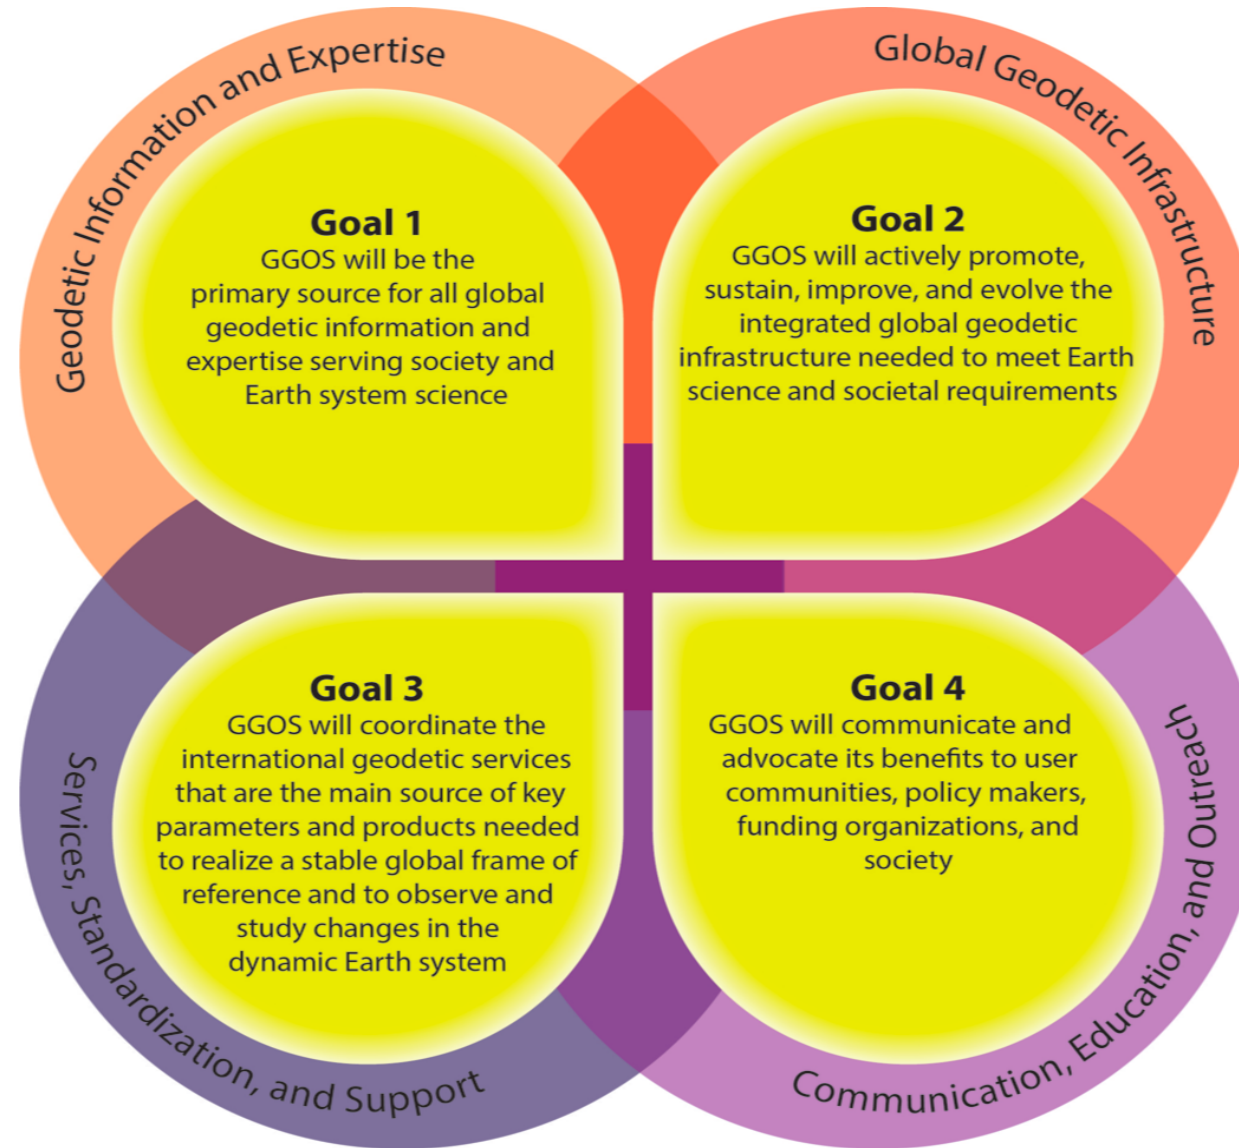 Geodetic Information and Expertise
Goal 1
GGOS will be the
primary source for all global
geodetic information and
expertise serving society and
Earth system science
Global Geodetic Infrastructure
Goal 2
GGOS will actively promote,
sustain, improve, and evolve the
integrated global geodetic
infrastructure needed to meet Earth
science and societal requirements
Services, Standardization, and Support
Goal 3
GGOS will coordinate the
international geodetic services
that are the main source of key
parameters and products needed
to realize a stable global frame of
reference and to observe and
study changes in the
dynamic Earth system
Communication, Education, and Outreach
Goal 4
GGOS will communicate and
advocate its benefits to user
communities, policy makers,
funding organizations, and
society